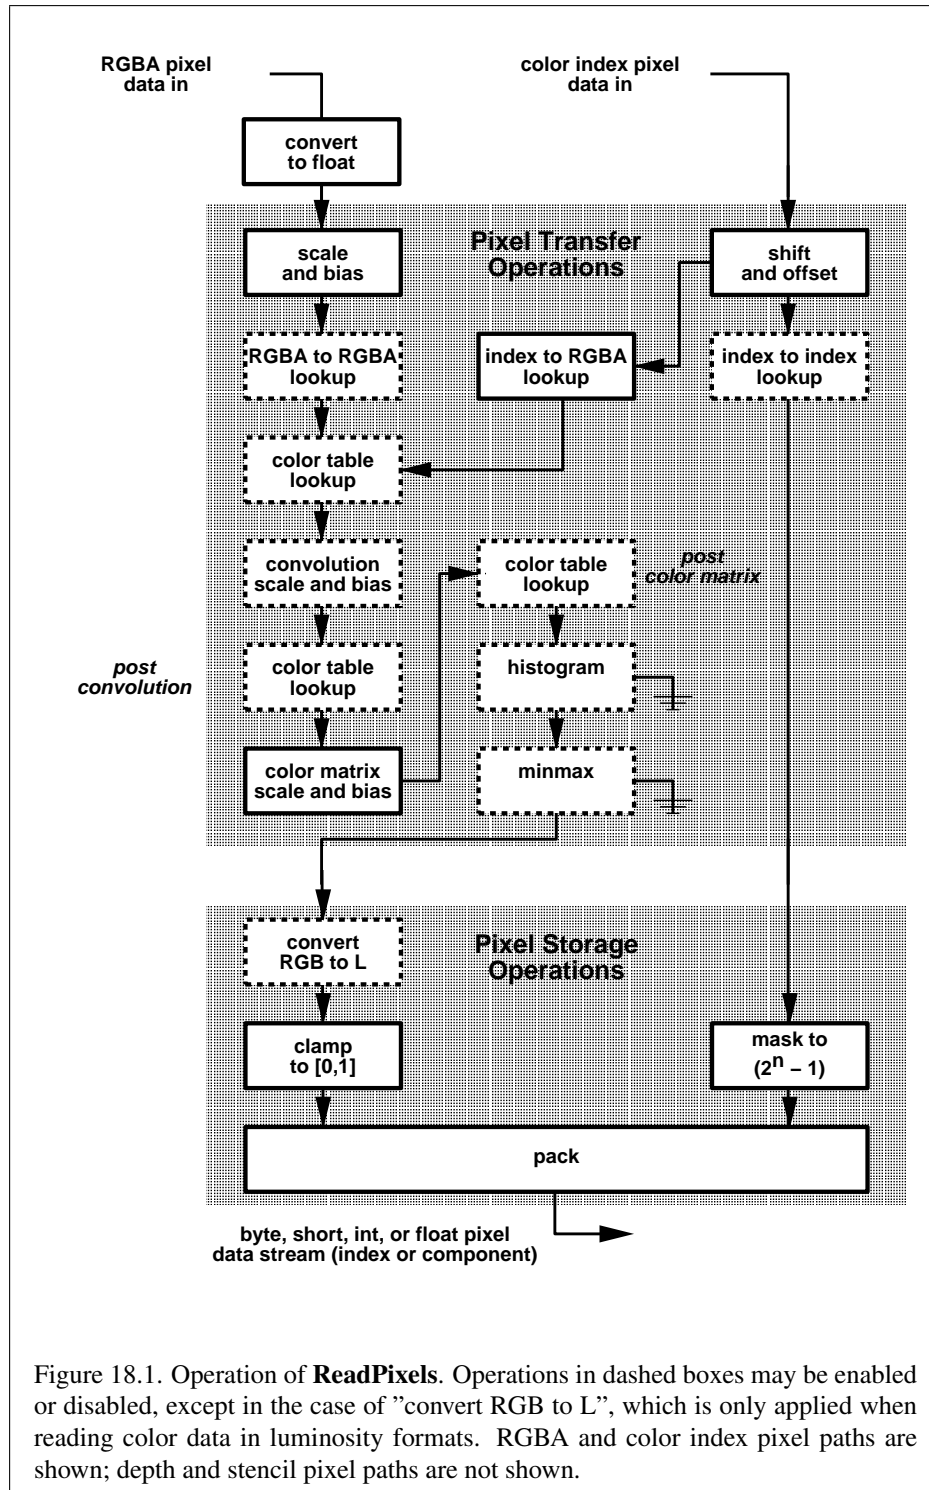 RGBA pixel
data in
color index pixel
data in
convert
to float
Pixel Transfer
Operations
scale
and bias
shift
and offset
RGBA to RGBA
lookup
index to RGBA
lookup
index to index
lookup
color table
lookup
convolution
scale and bias
color table
lookup
post
color matrix
post
convolution
color table
lookup
histogram
color matrix
scale and bias
minmax
convert
RGB to L
Pixel Storage
Operations
clamp
to [0,1]
mask to
(2ⁿ – 1)
pack
byte, short, int, or float pixel
data stream (index or component)
Figure 18.1. Operation of ReadPixels. Operations in dashed boxes may be enabled
or disabled, except in the case of ”convert RGB to L”, which is only applied when
reading color data in luminosity formats. RGBA and color index pixel paths are
shown; depth and stencil pixel paths are not shown.